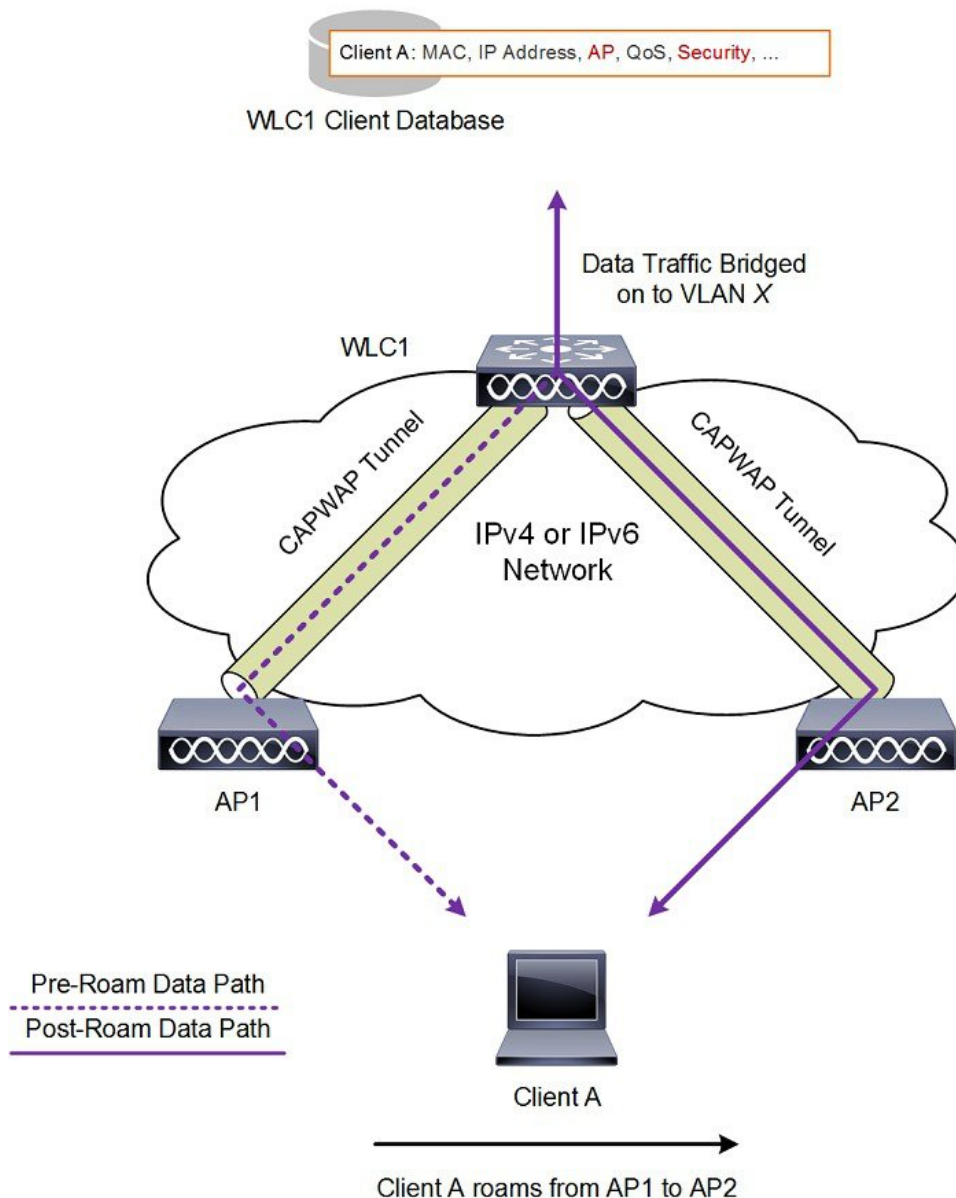 Client A: MAC, IP Address, AP, QoS, Security, ...
WLC1 Client Database
Data Traffic Bridged
on to VLAN X
WLC1
CAPWAP Tunnel
CAPWAP Tunnel
IPv4 or IPv6
Network
AP1
AP2
Pre-Roam Data Path
Post-Roam Data Path
Client A
Client A roams from AP1 to AP2